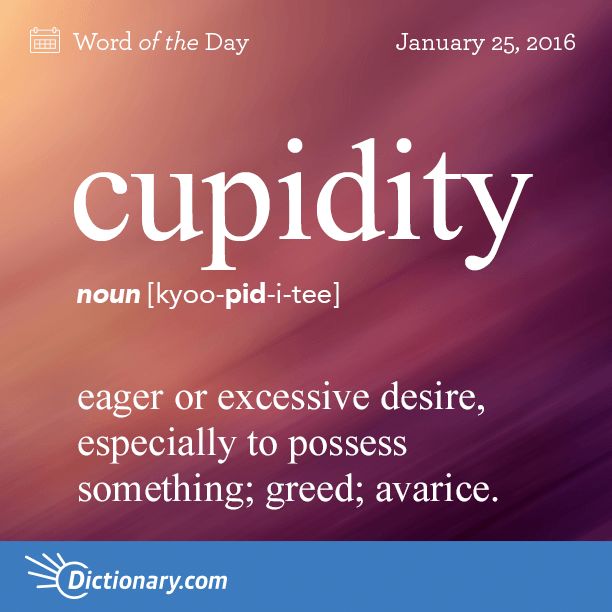 Word of the Day
January 25, 2016
cupidity
noun [kyoo-pid-i-tee]
eager or excessive desire,
especially to possess
something; greed; avarice.
Dictionary.com